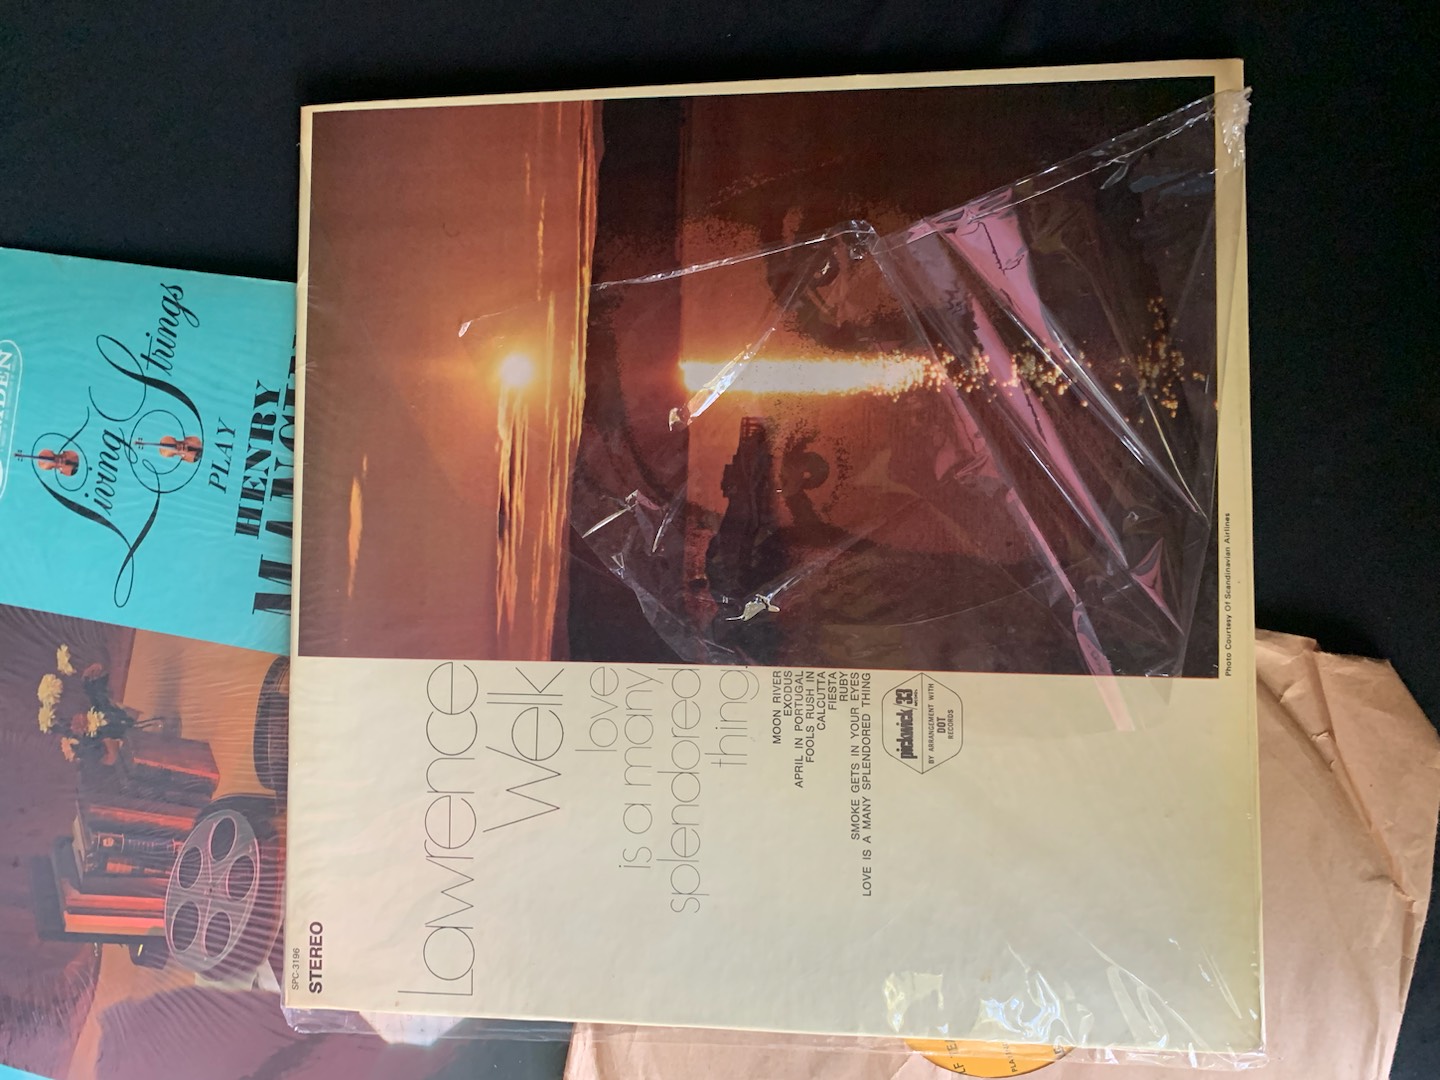 SPC-3196
STEREO
Lawrence
Welk
love
is a many
splendored
thing
MOON RIVER
EXODUS
APRIL IN PORTUGAL
FOOLS RUSH IN
CALCUTTA
FIESTA
RUBY
SMOKE GETS IN YOUR EYES
LOVE IS A MANY SPLENDORED THING
pickwick/33
BY ARRANGEMENT WITH
DOT
RECORDS
Photo Courtesy Of Scandinavian Airlines
Living Strings
PLAY
HENRY